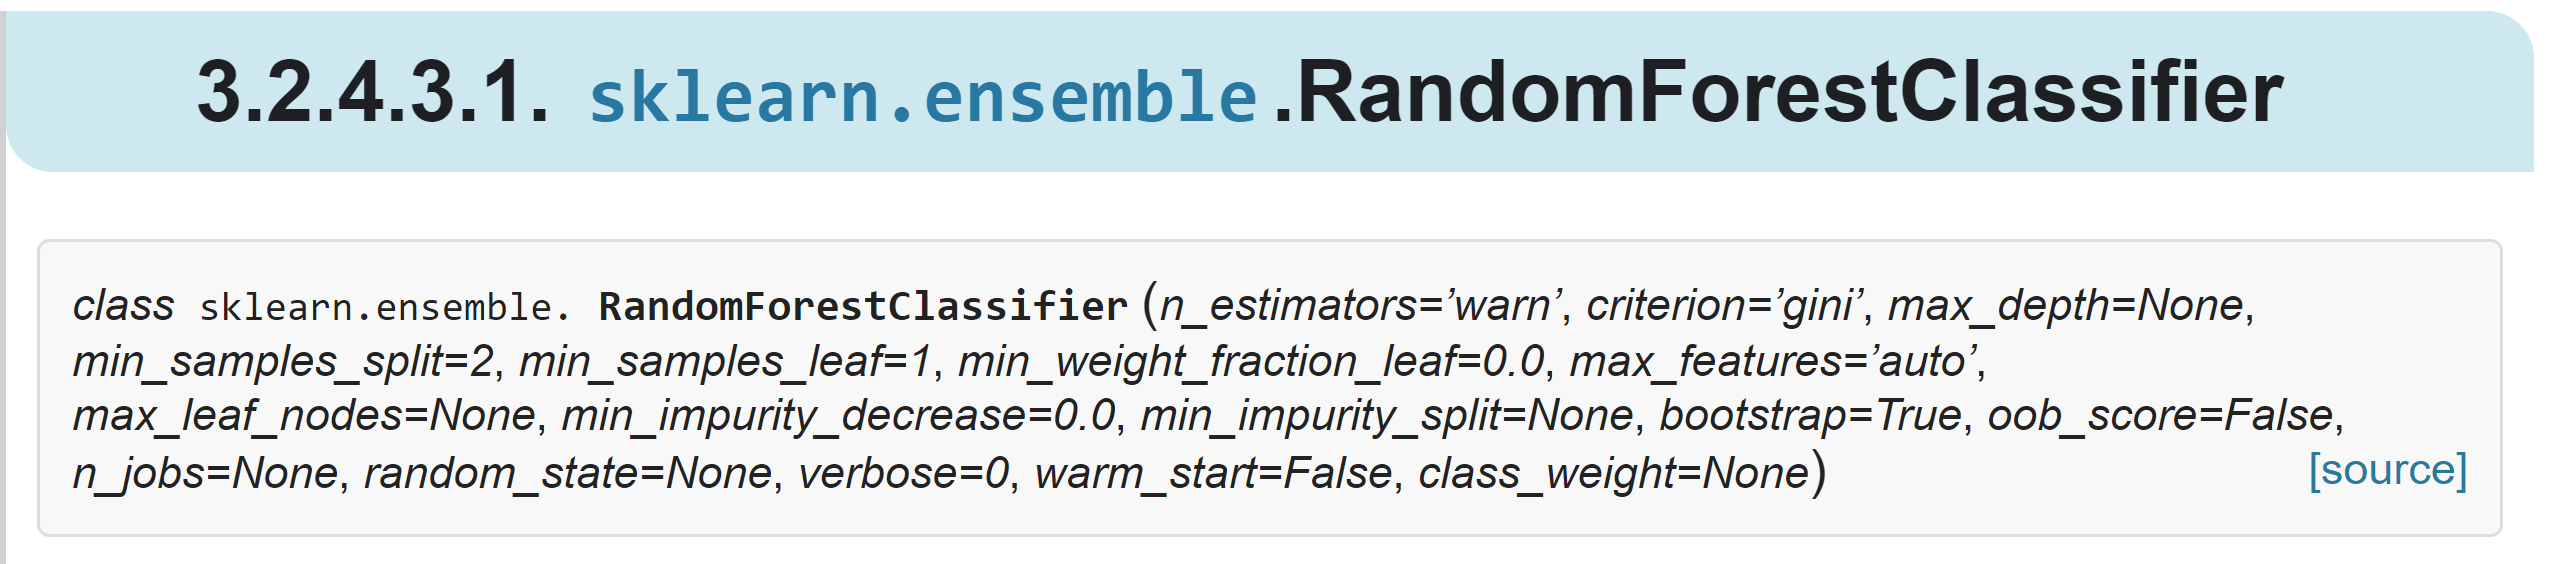 3.2.4.3.1. sklearn.ensemble.RandomForestClassifier
class sklearn.ensemble. RandomForestClassifier (n_estimators=’warn’, criterion=’gini’, max_depth=None,
min_samples_split=2, min_samples_leaf=1, min_weight_fraction_leaf=0.0, max_features=’auto’,
max_leaf_nodes=None, min_impurity_decrease=0.0, min_impurity_split=None, bootstrap=True, oob_score=False,
n_jobs=None, random_state=None, verbose=0, warm_start=False, class_weight=None) [source]